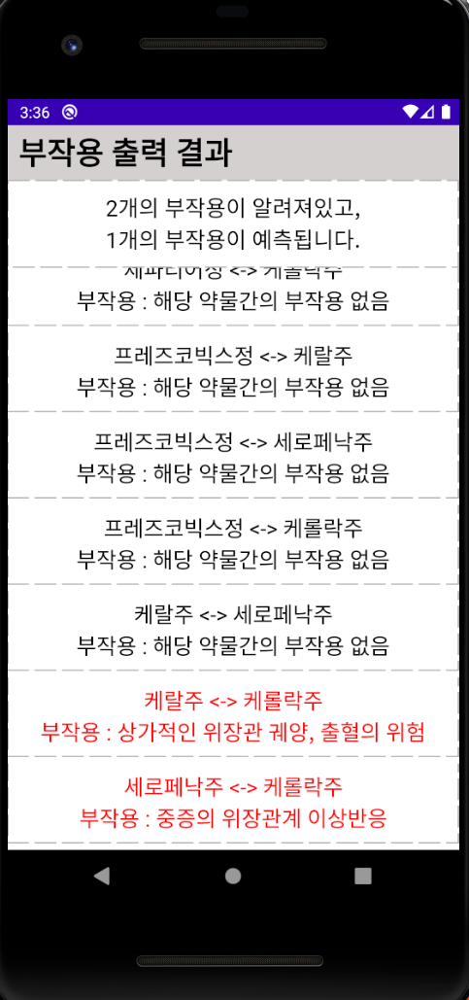 3:36
부작용 출력 결과
2개의 부작용이 알려져있고,
1개의 부작용이 예측됩니다.
<-> 케롤락주
부작용 : 해당 약물간의 부작용 없음
프레즈코빅스정 <-> 케랄주
부작용 : 해당 약물간의 부작용 없음
프레즈코빅스정 <-> 세로페낙주
부작용 : 해당 약물간의 부작용 없음
프레즈코빅스정 <-> 케롤락주
부작용 : 해당 약물간의 부작용 없음
케랄주 <-> 세로페낙주
부작용 : 해당 약물간의 부작용 없음
케랄주 <-> 케롤락주
부작용 : 상가적인 위장관 궤양, 출혈의 위험
세로페낙주 <-> 케롤락주
부작용 : 중증의 위장관계 이상반응